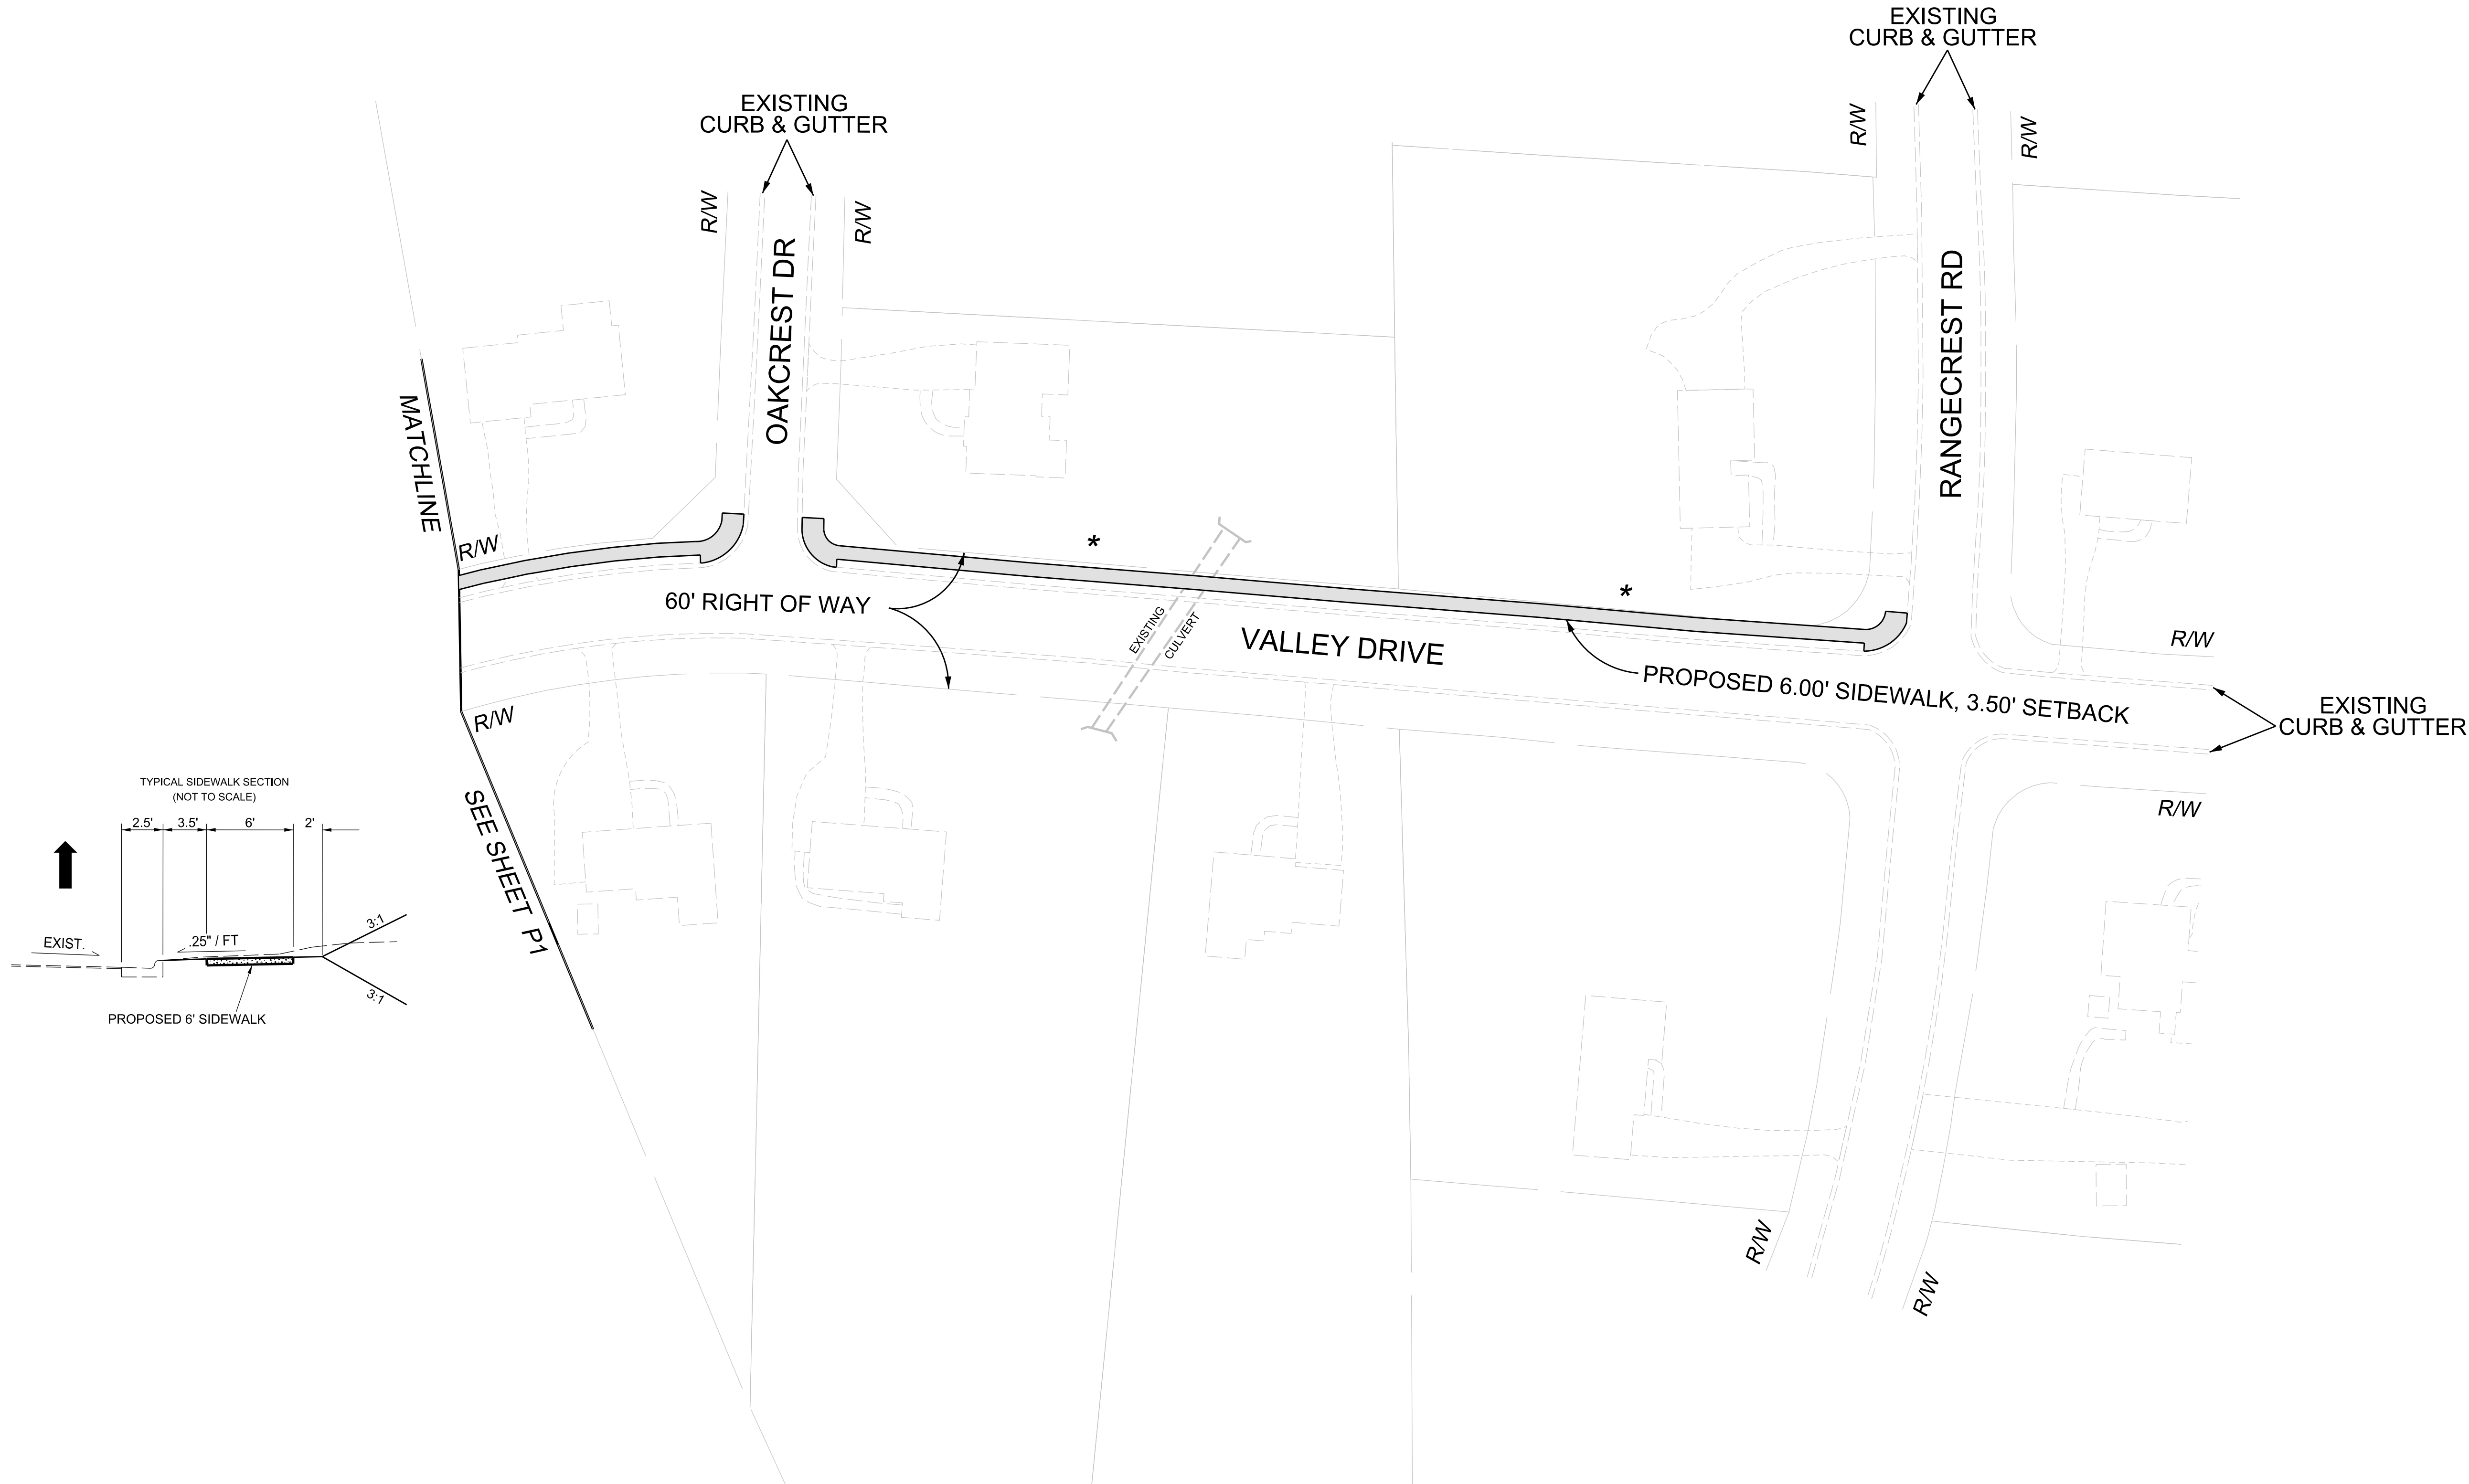 EXISTING
CURB & GUTTER
EXISTING
CURB & GUTTER
R/W
R/W
R/W
R/W
OAKCREST DR
RANGECREST RD
MATCHLINE
R/W
*
*
60' RIGHT OF WAY
EXISTING
CULVERT
VALLEY DRIVE
R/W
PROPOSED 6.00' SIDEWALK, 3.50' SETBACK
EXISTING
CURB & GUTTER
R/W
R/W
SEE SHEET P1
TYPICAL SIDEWALK SECTION
(NOT TO SCALE)
2.5' 3.5' 6' 2'
3:1
EXIST.
.25" / FT
3:1
PROPOSED 6' SIDEWALK
R/W
R/W